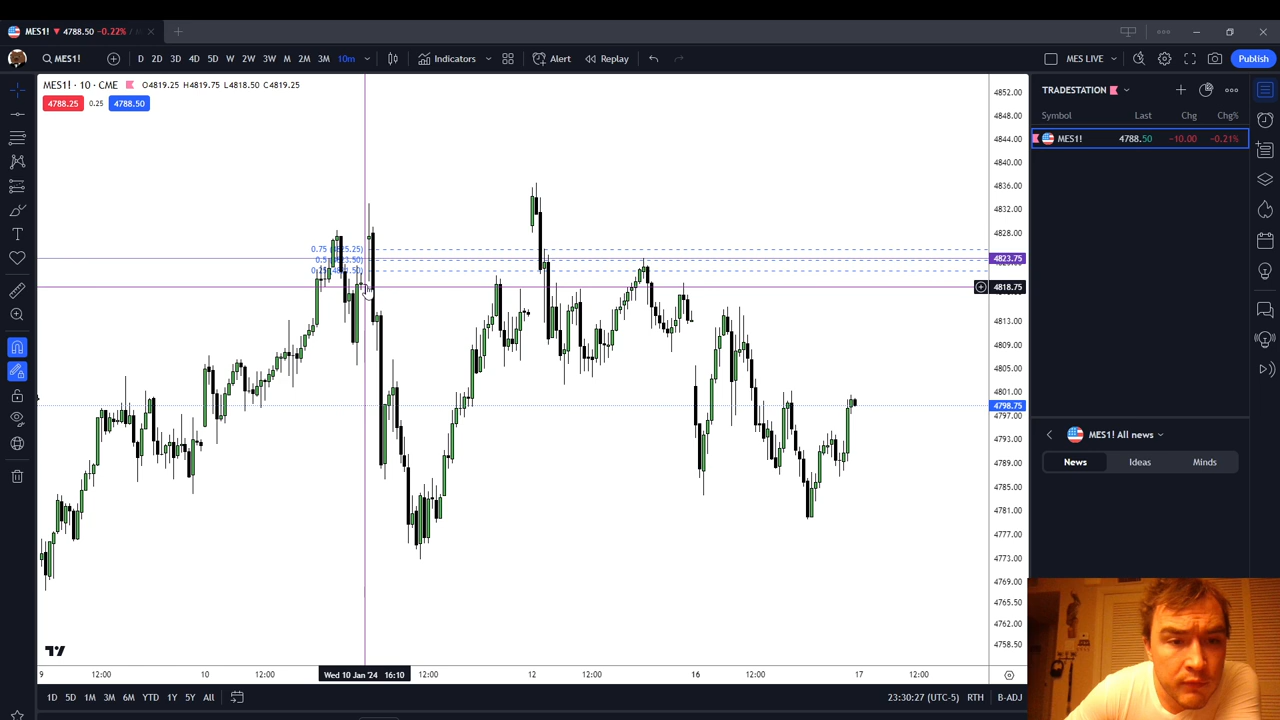 MES1! ▼ 4788.50 −0.22% /
MES1! D 2D 3D 4D 5D W 2W 3W M 2M 3M 10m Indicators Alert Replay MES LIVE Publish
MES1! · 10 · CME O4819.25 H4819.75 L4818.50 C4819.25
4788.25 0.25 4788.50
TRADESTATION
Symbol Last Chg Chg%
MES1! 4788.50 −10.00 −0.21%
4852.00
4848.00
4844.00
4840.00
4836.00
4832.00
4828.00
0.75 (4825.25)
4823.75
4818.75
4813.00
4809.00
4805.00
4801.00
4798.75
4797.00
4793.00
4789.00
4785.00
4781.00
4777.00
4773.00
4769.00
4765.50
4762.00
4758.50
MES1! All news
News Ideas Minds
9 12:00 10 12:00 Wed 10 Jan '24 16:10 12:00 12 12:00 16 12:00 17 12:00
1D 5D 1M 3M 6M YTD 1Y 5Y All 23:30:27 (UTC-5) RTH B-ADJ